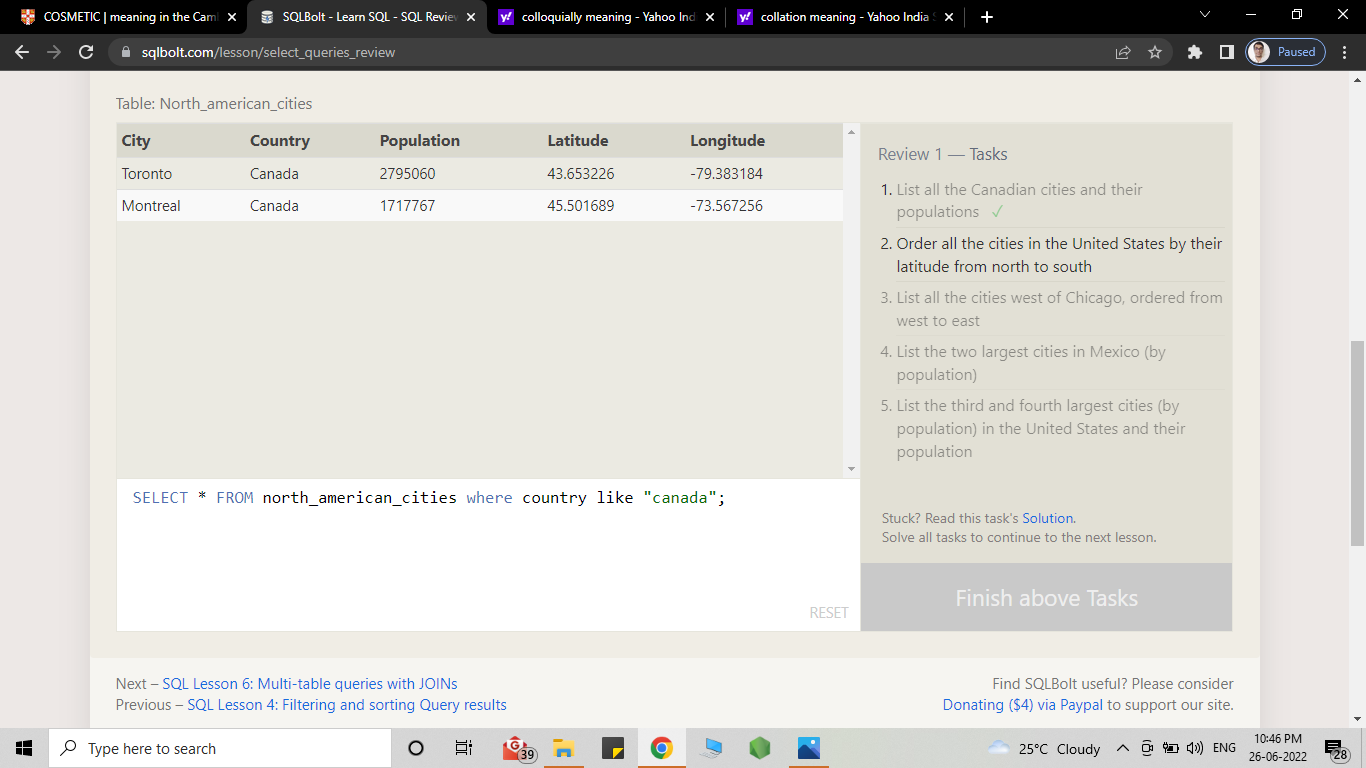 COSMETIC | meaning in the Cam
SQLBolt - Learn SQL - SQL Review
colloquially meaning - Yahoo Ind
collation meaning - Yahoo India S
sqlbolt.com/lesson/select_queries_review
Paused
Table: North_american_cities
City Country Population Latitude Longitude
Toronto Canada 2795060 43.653226 -79.383184
Montreal Canada 1717767 45.501689 -73.567256
Review 1 — Tasks
1. List all the Canadian cities and their
populations ✓
2. Order all the cities in the United States by their
latitude from north to south
3. List all the cities west of Chicago, ordered from
west to east
4. List the two largest cities in Mexico (by
population)
5. List the third and fourth largest cities (by
population) in the United States and their
population
SELECT * FROM north_american_cities where country like "canada";
RESET
Stuck? Read this task's Solution.
Solve all tasks to continue to the next lesson.
Finish above Tasks
Next – SQL Lesson 6: Multi-table queries with JOINs
Previous – SQL Lesson 4: Filtering and sorting Query results
Find SQLBolt useful? Please consider
Donating ($4) via Paypal to support our site.
Type here to search
39
25°C Cloudy
ENG
10:46 PM
26-06-2022
28